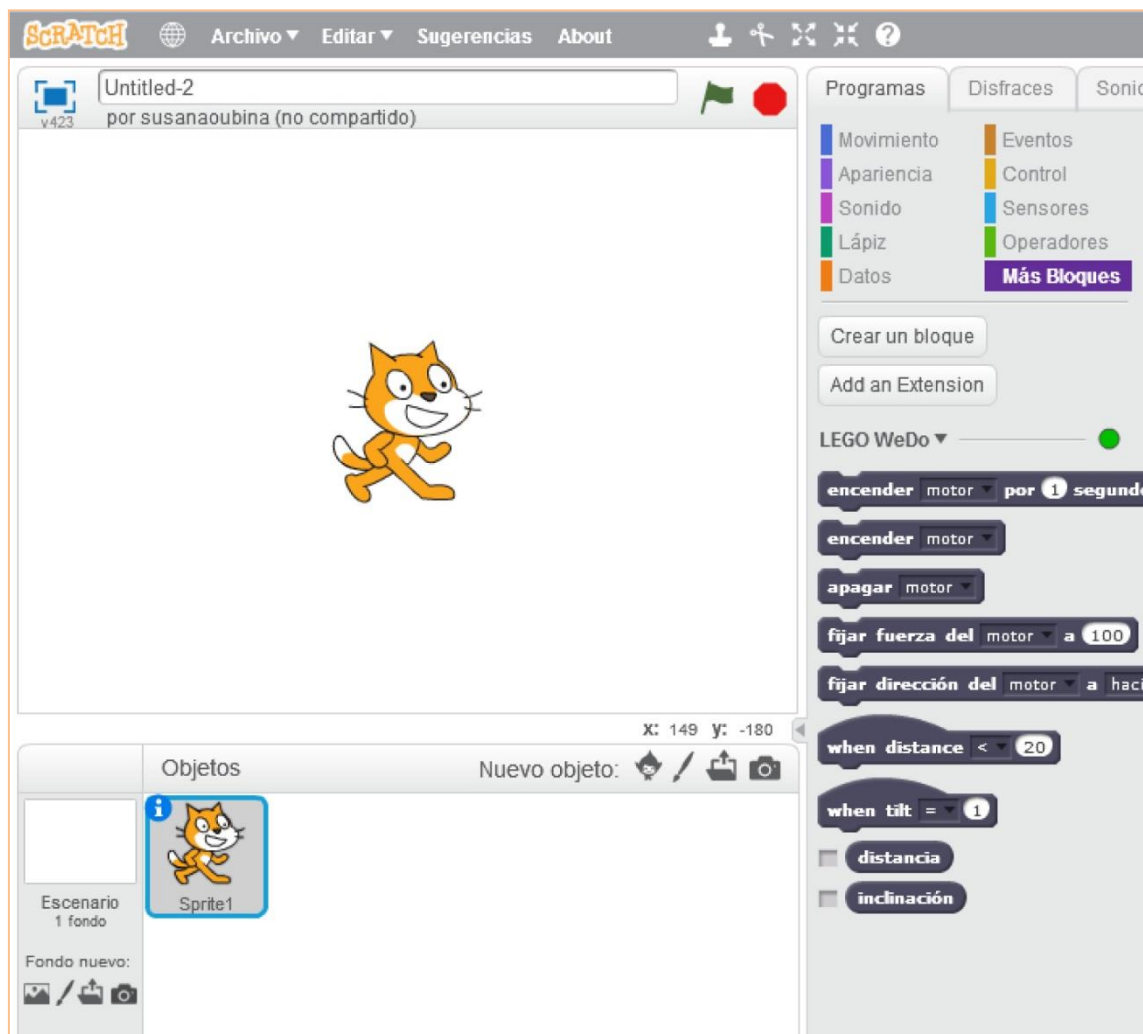 SCRATCH Archivo Editar Sugerencias About
Untitled-2
v423 por susanaoubina (no compartido)
Programas Disfraces Sonid
Movimiento Eventos
Apariencia Control
Sonido Sensores
Lápiz Operadores
Datos Más Bloques
Crear un bloque
Add an Extension
LEGO WeDo
encender motor por 1 segundo
encender motor
apagar motor
fijar fuerza del motor a 100
fijar dirección del motor a haci
when distance < 20
when tilt = 1
distancia
inclinación
x: 149 y: -180
Objetos Nuevo objeto:
Sprite1
Escenario
1 fondo
Fondo nuevo: